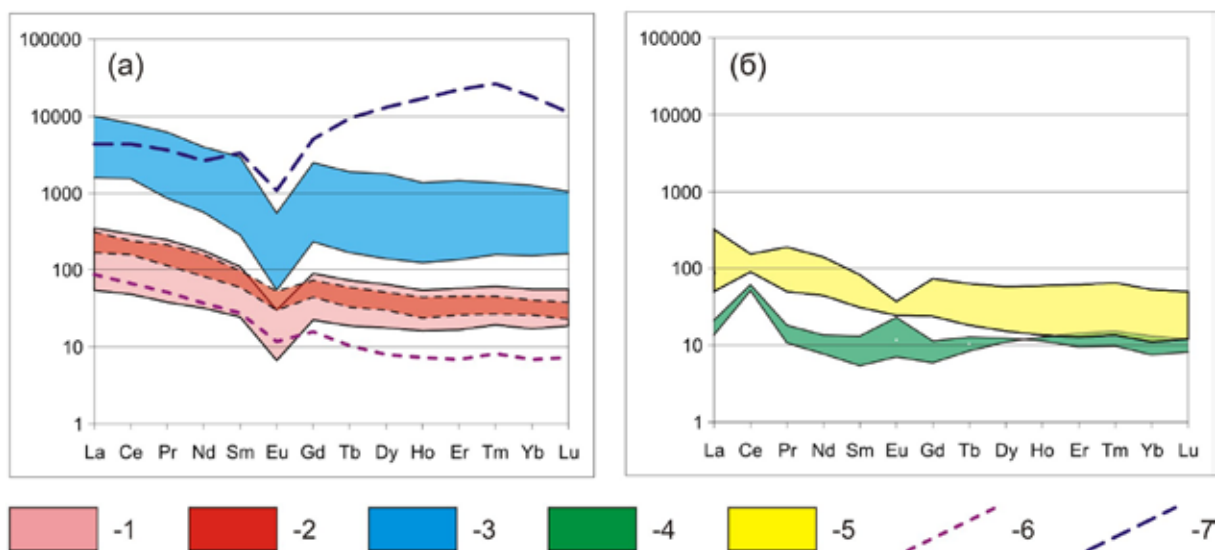 100000
(а)
10000
1000
100
10
1
La Ce Pr Nd Sm Eu Gd Tb Dy Ho Er Tm Yb Lu
100000
(б)
10000
1000
100
10
1
La Ce Pr Nd Sm Eu Gd Tb Dy Ho Er Tm Yb Lu
-1 -2 -3 -4 -5 -6 -7